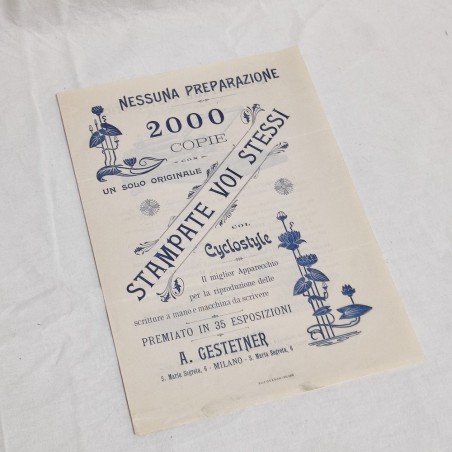 NESSUNA PREPARAZIONE
2000
COPIE
CON
UN SOLO ORIGINALE
STAMPATE VOI STESSI
COL
Cyclostyle
Il miglior Apparecchio
per la riproduzione delle
scritture a mano e macchina da scrivere
PREMIATO IN 35 ESPOSIZIONI
A. GESTETNER
S. Maria Segreta, 6 - MILANO - S. Maria Segreta, 6